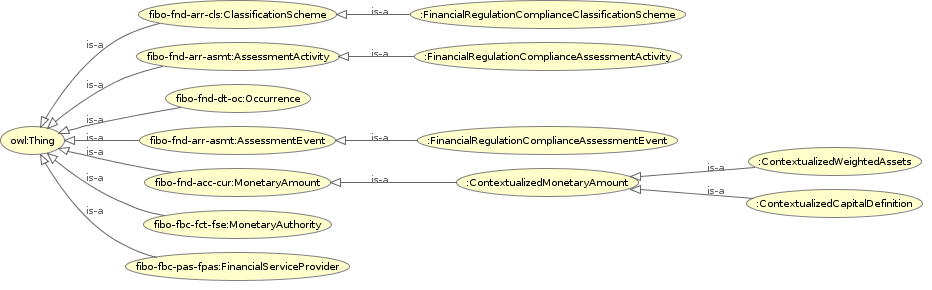 fibo-fnd-arr-cls:ClassificationScheme
is-a
:FinancialRegulationComplianceClassificationScheme
is-a
fibo-fnd-arr-asmt:AssessmentActivity
is-a
:FinancialRegulationComplianceAssessmentActivity
is-a
fibo-fnd-dt-oc:Occurrence
is-a
owl:Thing
is-a
fibo-fnd-arr-asmt:AssessmentEvent
is-a
:FinancialRegulationComplianceAssessmentEvent
is-a
fibo-fnd-acc-cur:MonetaryAmount
is-a
:ContextualizedMonetaryAmount
is-a
:ContextualizedWeightedAssets
is-a
:ContextualizedCapitalDefinition
is-a
fibo-fbc-fct-fse:MonetaryAuthority
is-a
fibo-fbc-pas-fpas:FinancialServiceProvider